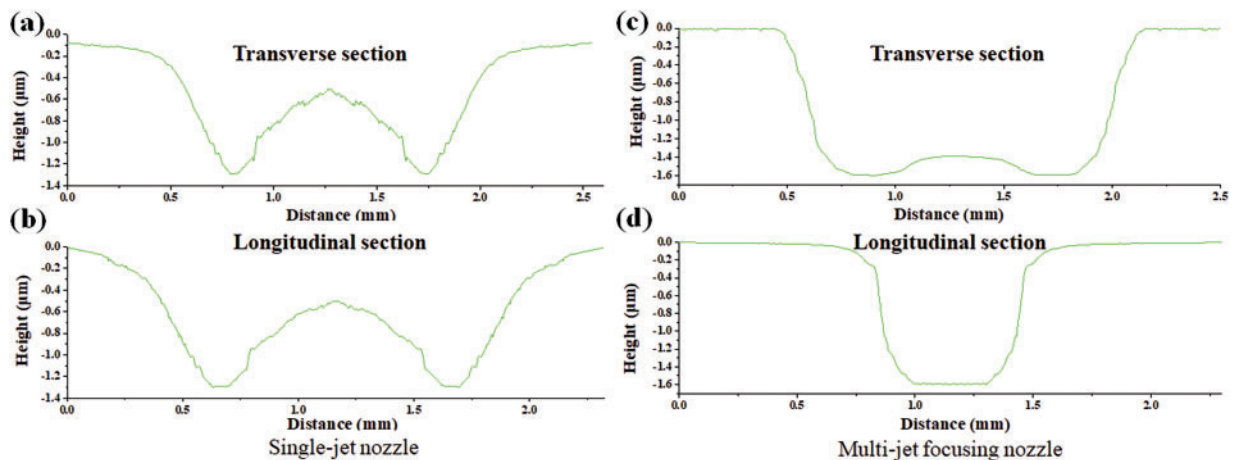 (a)
Transverse section
Height (μm)
0.0
-0.2
-0.4
-0.6
-0.8
-1.0
-1.2
-1.4
0.0 0.5 1.0 1.5 2.0 2.5
Distance (mm)
(b)
Longitudinal section
Height (μm)
0.0
-0.2
-0.4
-0.6
-0.8
-1.0
-1.2
-1.4
0.0 0.5 1.0 1.5 2.0
Distance (mm)
Single-jet nozzle
(c)
Transverse section
Height (μm)
0.0
-0.2
-0.4
-0.6
-0.8
-1.0
-1.2
-1.4
-1.6
0.0 0.5 1.0 1.5 2.0 2.5
Distance (mm)
(d)
Longitudinal section
Height (μm)
0.0
-0.2
-0.4
-0.6
-0.8
-1.0
-1.2
-1.4
-1.6
0.0 0.5 1.0 1.5 2.0
Distance (mm)
Multi-jet focusing nozzle